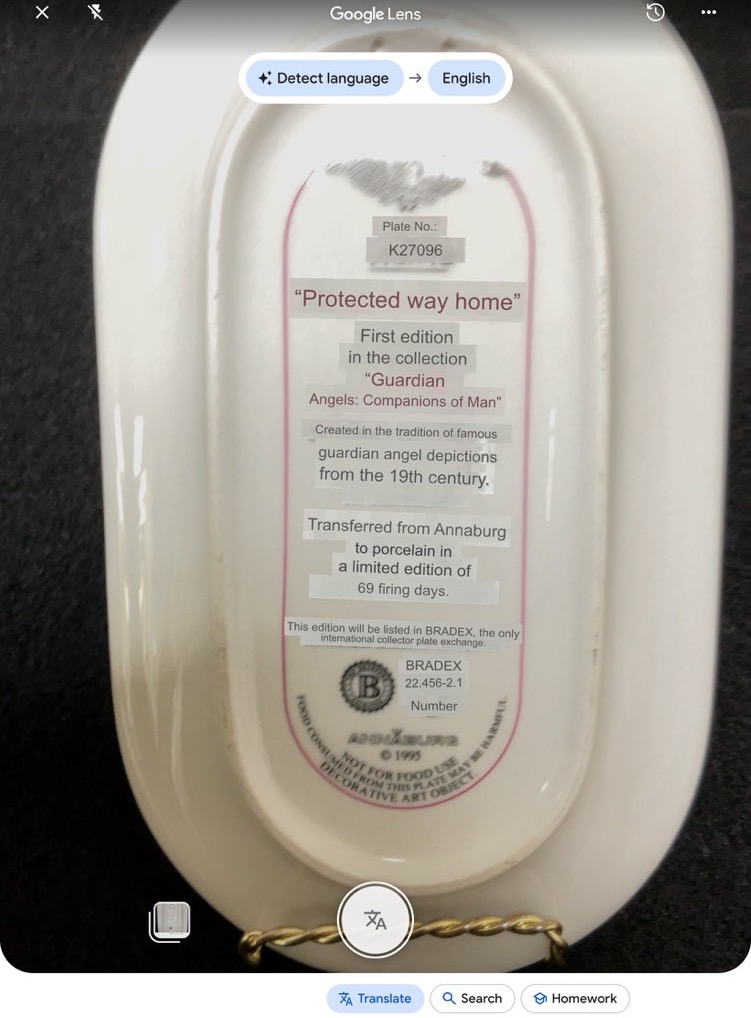 Google Lens
Detect language → English
Plate No.:
K27096
“Protected way home”
First edition
in the collection
“Guardian
Angels: Companions of Man”
Created in the tradition of famous
guardian angel depictions
from the 19th century.
Transferred from Annaburg
to porcelain in
a limited edition of
69 firing days.
This edition will be listed in BRADEX, the only
international collector plate exchange.
B
BRADEX
22.456-2.1
Number
ANNABURG
© 1995
NOT FOR FOOD USE
FOOD CONSUMED FROM THIS PLATE MAY BE HARMFUL.
DECORATIVE ART OBJECT.
Translate
Search
Homework